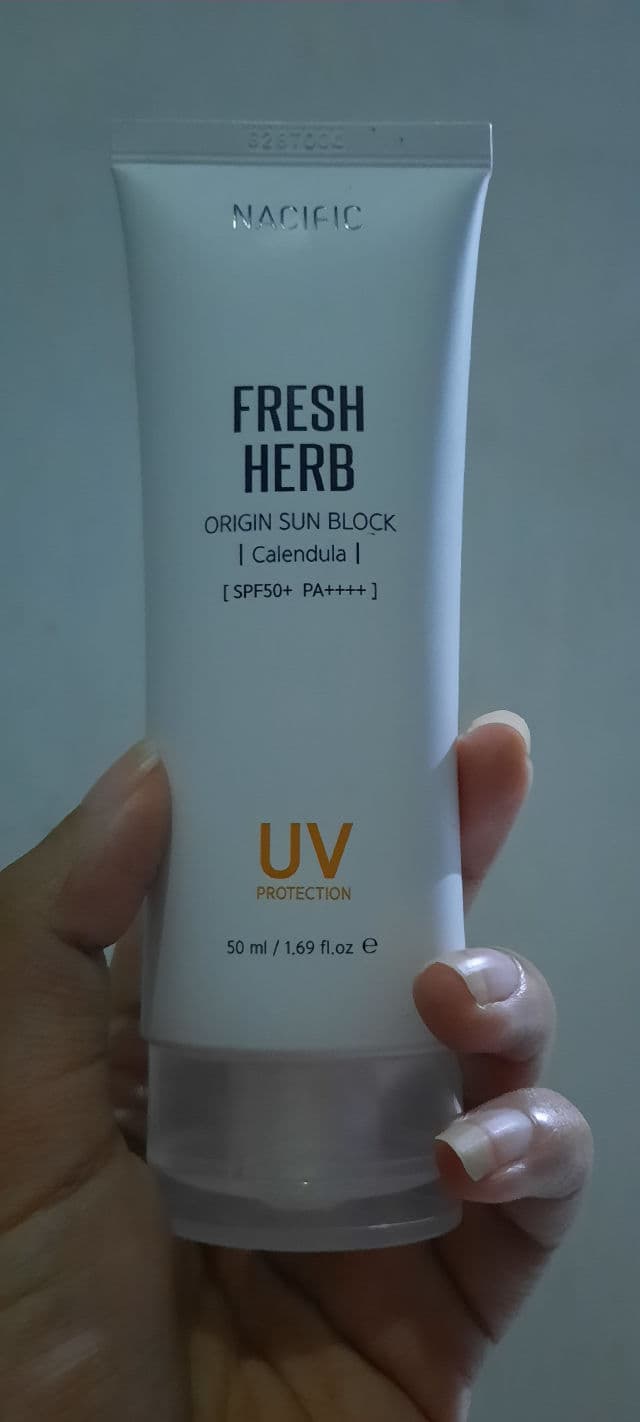 NACIFIC
FRESH
HERB
ORIGIN SUN BLOCK
| Calendula |
[ SPF50+ PA++++ ]
UV
PROTECTION
50 ml / 1.69 fl.oz ℮